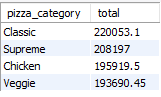 pizza_category total
Classic 220053.1
Supreme 208197
Chicken 195919.5
Veggie 193690.45